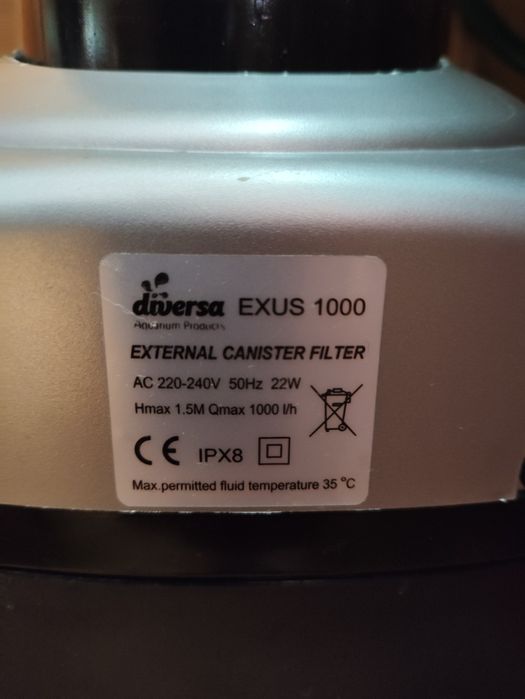 diversa EXUS 1000
Aquarium Products
EXTERNAL CANISTER FILTER
AC 220-240V 50Hz 22W
Hmax 1.5M Qmax 1000 l/h
CE IPX8
Max.permitted fluid temperature 35 °C